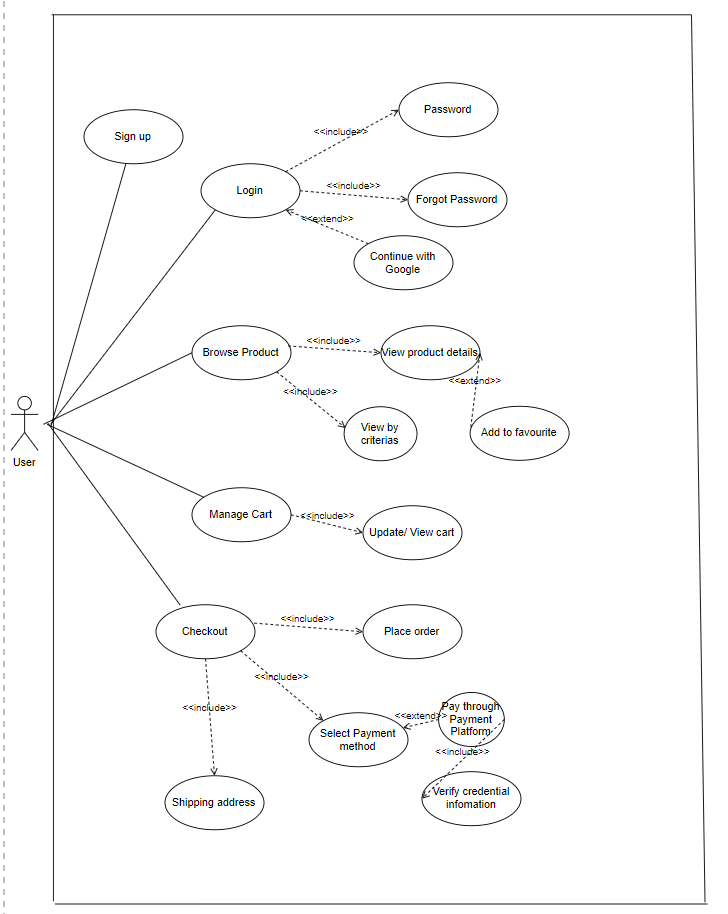 Password
<<include>>
Sign up
Login
<<include>>
Forgot Password
<<extend>>
Continue with
Google
Browse Product
<<include>>
View product details
<<extend>>
<<include>>
View by
criterias
Add to favourite
User
Manage Cart
<<include>>
Update/ View cart
Checkout
<<include>>
Place order
<<include>>
<<include>>
Select Payment
method
<<extend>>
Pay through
Payment
Platform
<<include>>
Shipping address
Verify credential
infomation